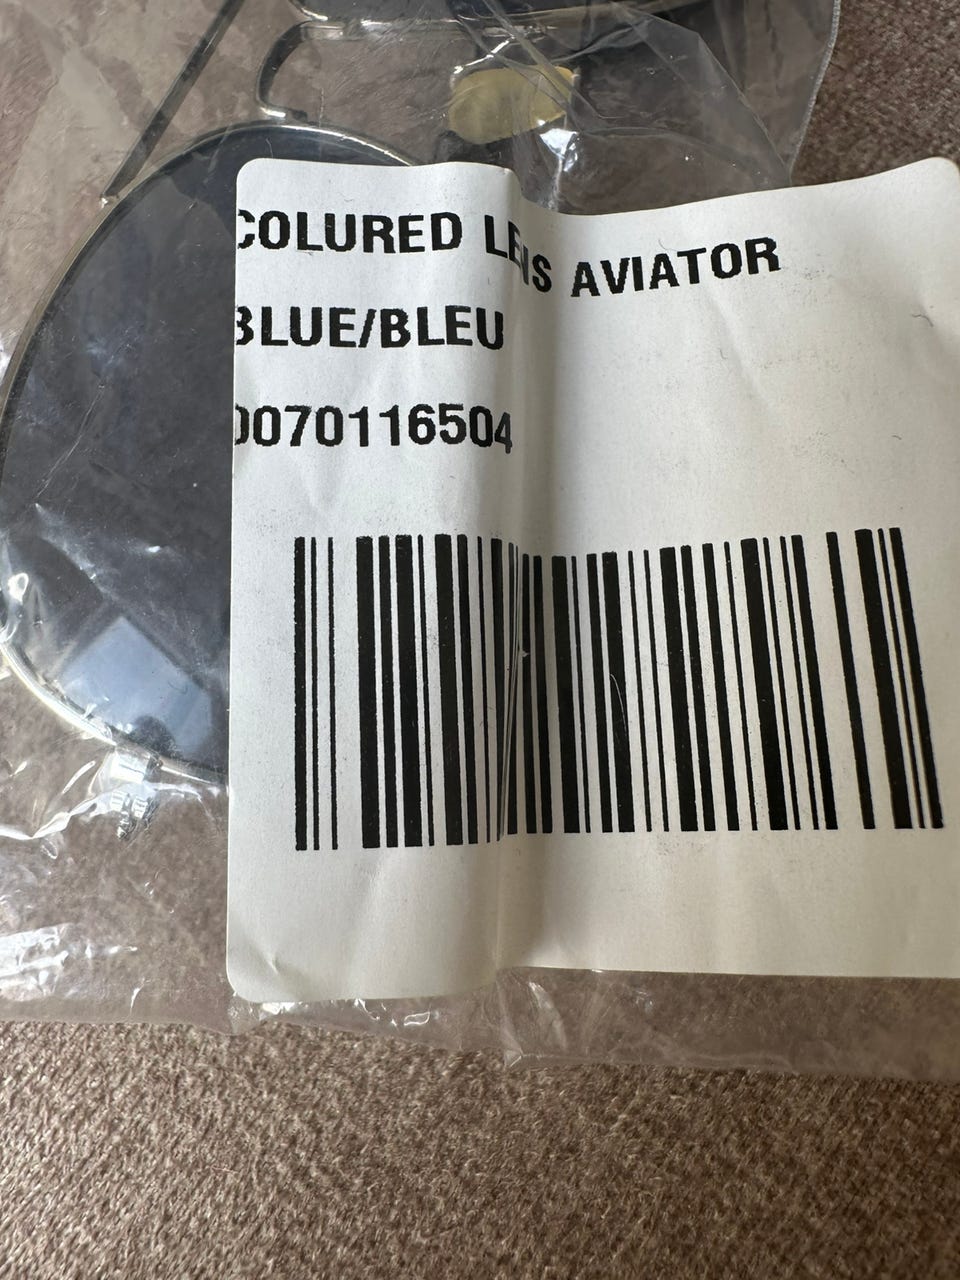 COLURED LENS AVIATOR
BLUE/BLEU
0070116504